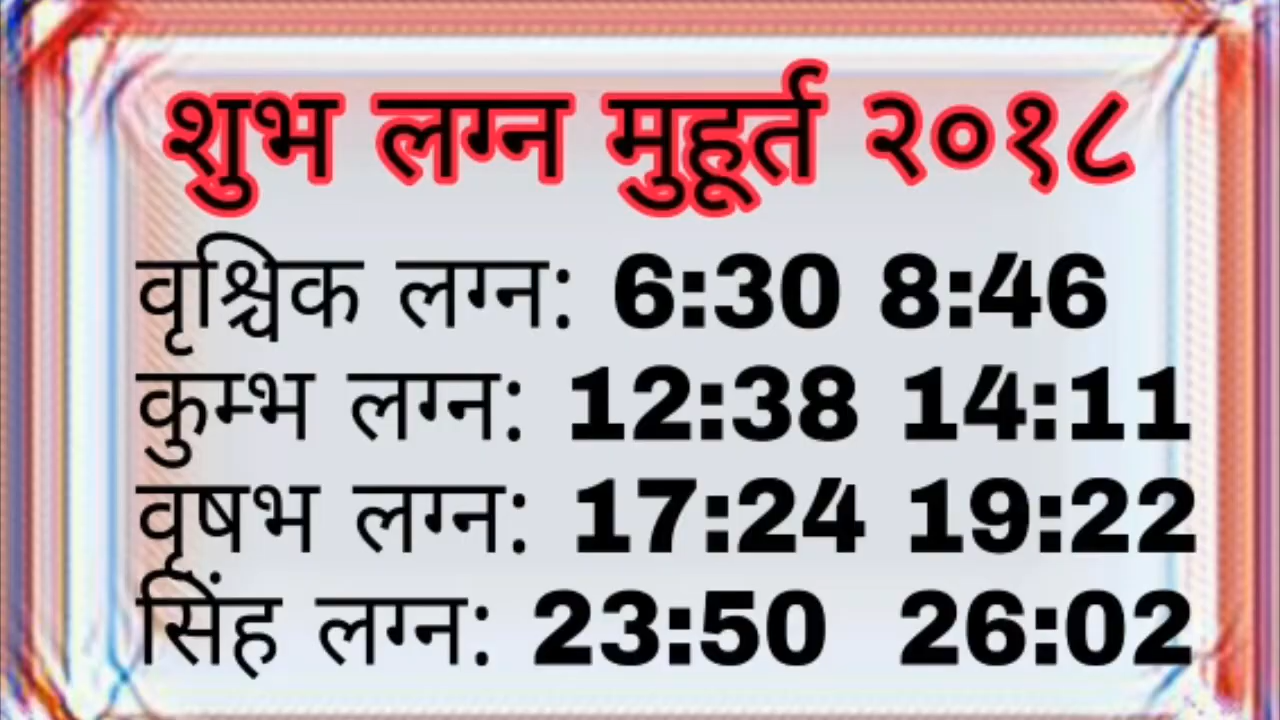 शुभ लग्न मुहूर्त २०१८
वृश्चिक लग्न: 6:30 8:46
कुम्भ लग्न: 12:38 14:11
वृषभ लग्न: 17:24 19:22
सिंह लग्न: 23:50 26:02